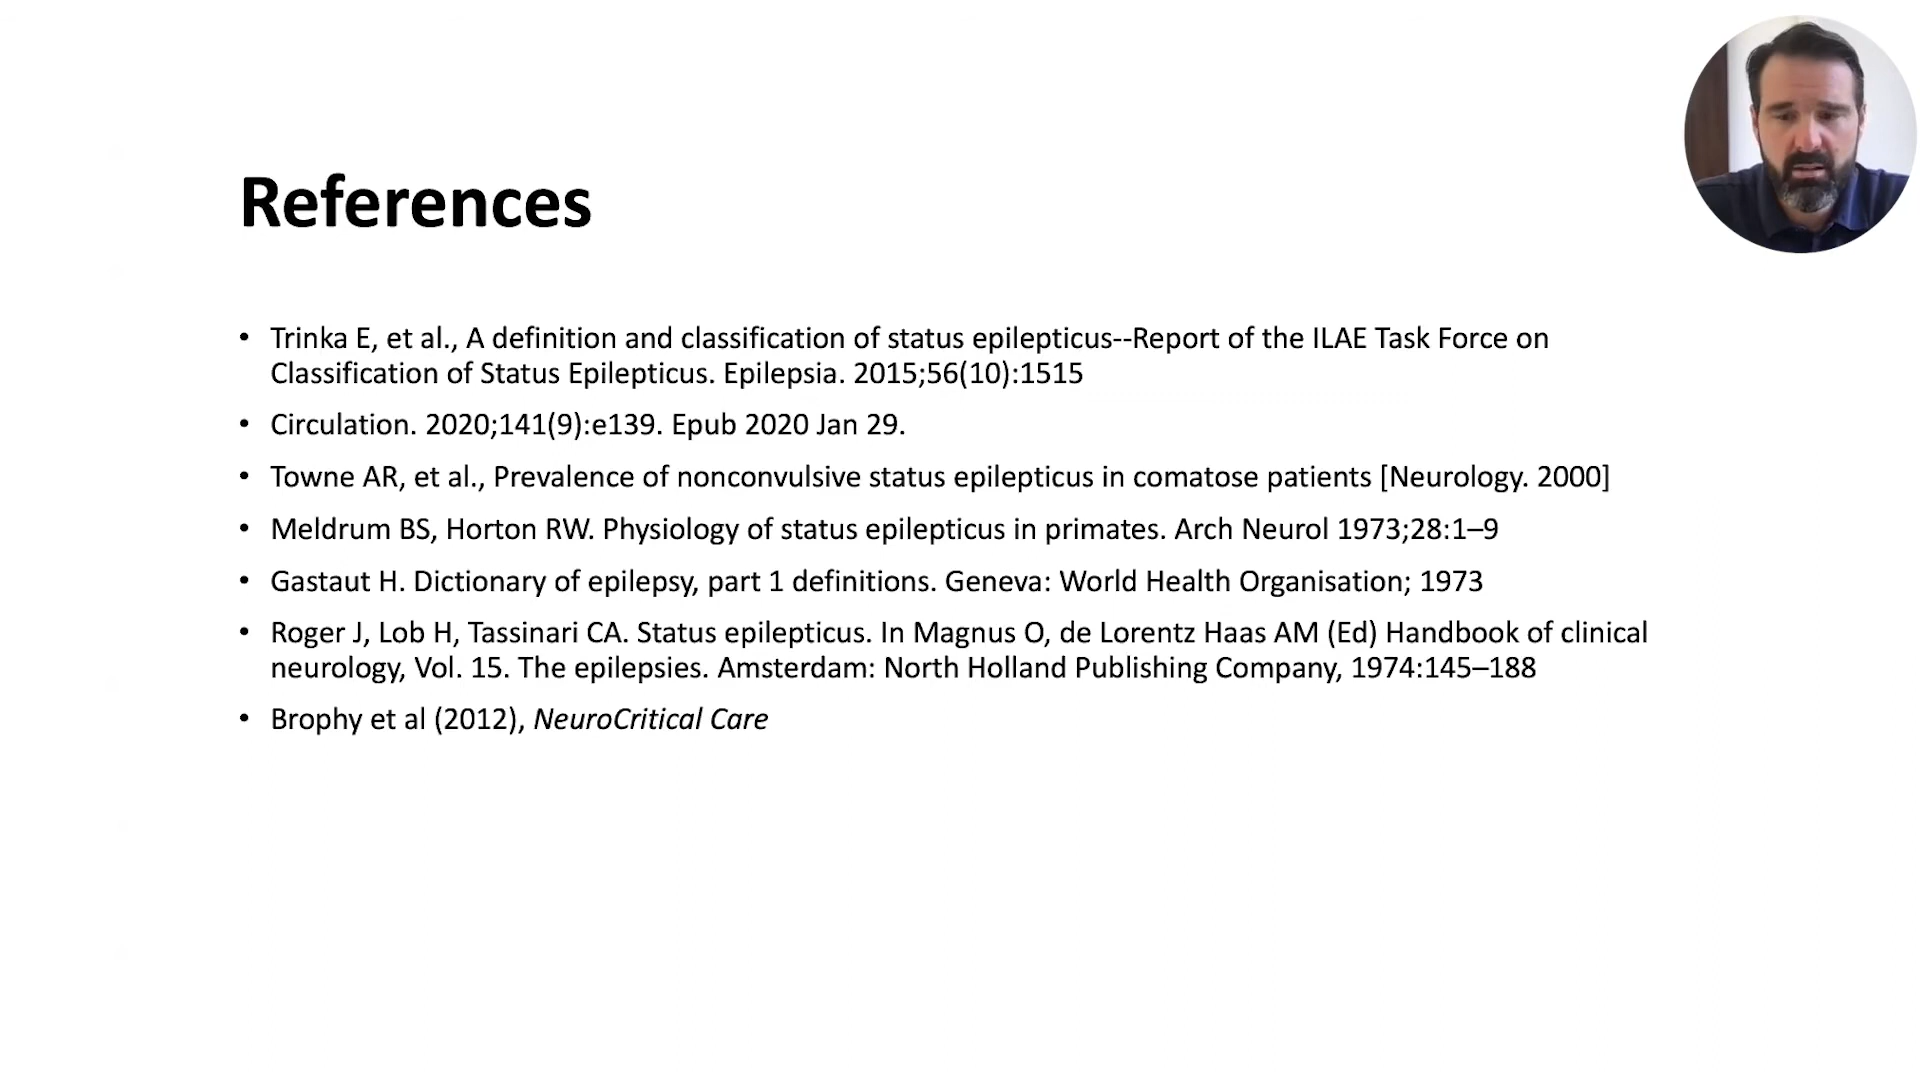 References
• Trinka E, et al., A definition and classification of status epilepticus--Report of the ILAE Task Force on
Classification of Status Epilepticus. Epilepsia. 2015;56(10):1515
• Circulation. 2020;141(9):e139. Epub 2020 Jan 29.
• Towne AR, et al., Prevalence of nonconvulsive status epilepticus in comatose patients [Neurology. 2000]
• Meldrum BS, Horton RW. Physiology of status epilepticus in primates. Arch Neurol 1973;28:1–9
• Gastaut H. Dictionary of epilepsy, part 1 definitions. Geneva: World Health Organisation; 1973
• Roger J, Lob H, Tassinari CA. Status epilepticus. In Magnus O, de Lorentz Haas AM (Ed) Handbook of clinical
neurology, Vol. 15. The epilepsies. Amsterdam: North Holland Publishing Company, 1974:145–188
• Brophy et al (2012), NeuroCritical Care